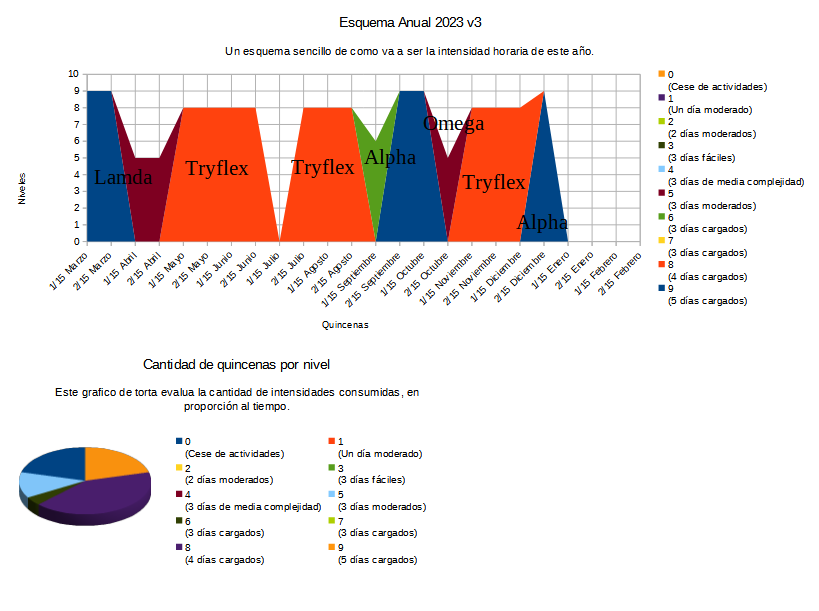 Esquema Anual 2023 v3
Un esquema sencillo de como va a ser la intensidad horaria de este año.
Niveles
10
9
8
7
6
5
4
3
2
1
0
Lamda
Tryflex
Tryflex
Alpha
Omega
Tryflex
Alpha
1/15 Marzo
2/15 Marzo
1/15 Abril
2/15 Abril
1/15 Mayo
2/15 Mayo
1/15 Junio
2/15 Junio
1/15 Julio
2/15 Julio
1/15 Agosto
2/15 Agosto
1/15 Septiembre
2/15 Septiembre
1/15 Octubre
2/15 Octubre
1/15 Noviembre
2/15 Noviembre
1/15 Diciembre
2/15 Diciembre
1/15 Enero
2/15 Enero
1/15 Febrero
2/15 Febrero
Quincenas
0
(Cese de actividades)
1
(Un día moderado)
2
(2 días moderados)
3
(3 días fáciles)
4
(3 días de media complejidad)
5
(3 días moderados)
6
(3 días cargados)
7
(3 días cargados)
8
(4 días cargados)
9
(5 días cargados)
Cantidad de quincenas por nivel
Este grafico de torta evalua la cantidad de intensidades consumidas, en
proporción al tiempo.
0
(Cese de actividades)
1
(Un día moderado)
2
(2 días moderados)
3
(3 días fáciles)
4
(3 días de media complejidad)
5
(3 días moderados)
6
(3 días cargados)
7
(3 días cargados)
8
(4 días cargados)
9
(5 días cargados)